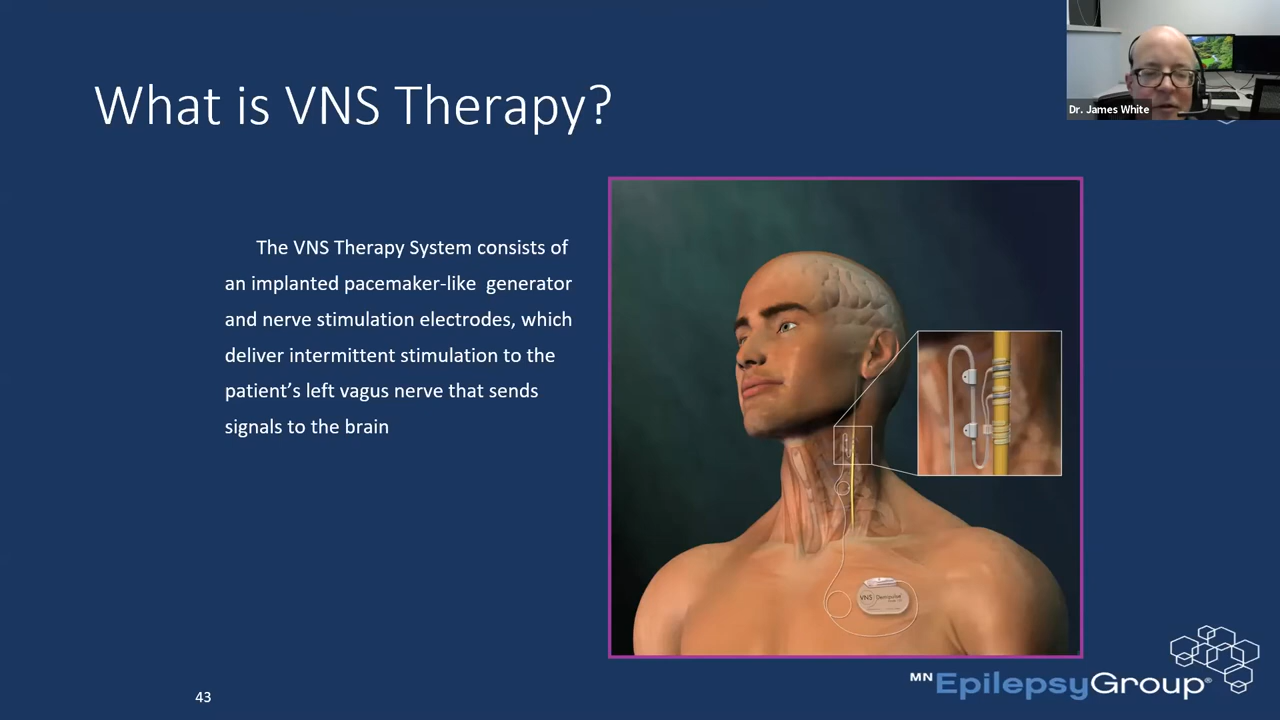 What is VNS Therapy?
Dr. James White
The VNS Therapy System consists of
an implanted pacemaker-like  generator
and nerve stimulation electrodes, which
deliver intermittent stimulation to the
patient’s left vagus nerve that sends
signals to the brain
VNS
MN EpilepsyGroup®
43